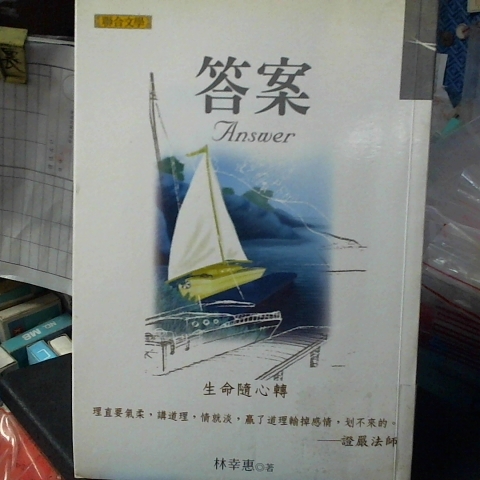 聯合文學
答案
Answer
生命隨心轉
理直要氣柔，講道理，情就淡，贏了道理輸掉感情，划不來的。
——證嚴法師
林幸惠◎著